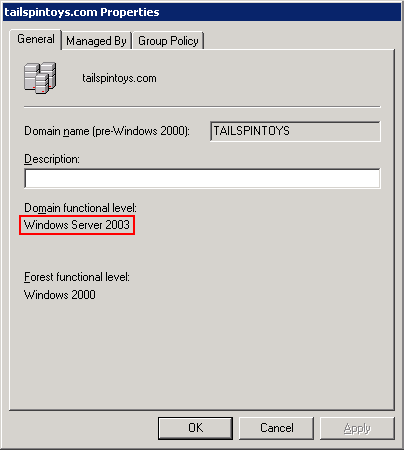 tailspintoys.com Properties
General
Managed By
Group Policy
tailspintoys.com
Domain name (pre-Windows 2000):
TAILSPINTOYS
Description:
Domain functional level:
Windows Server 2003
Forest functional level:
Windows 2000
OK
Cancel
Apply